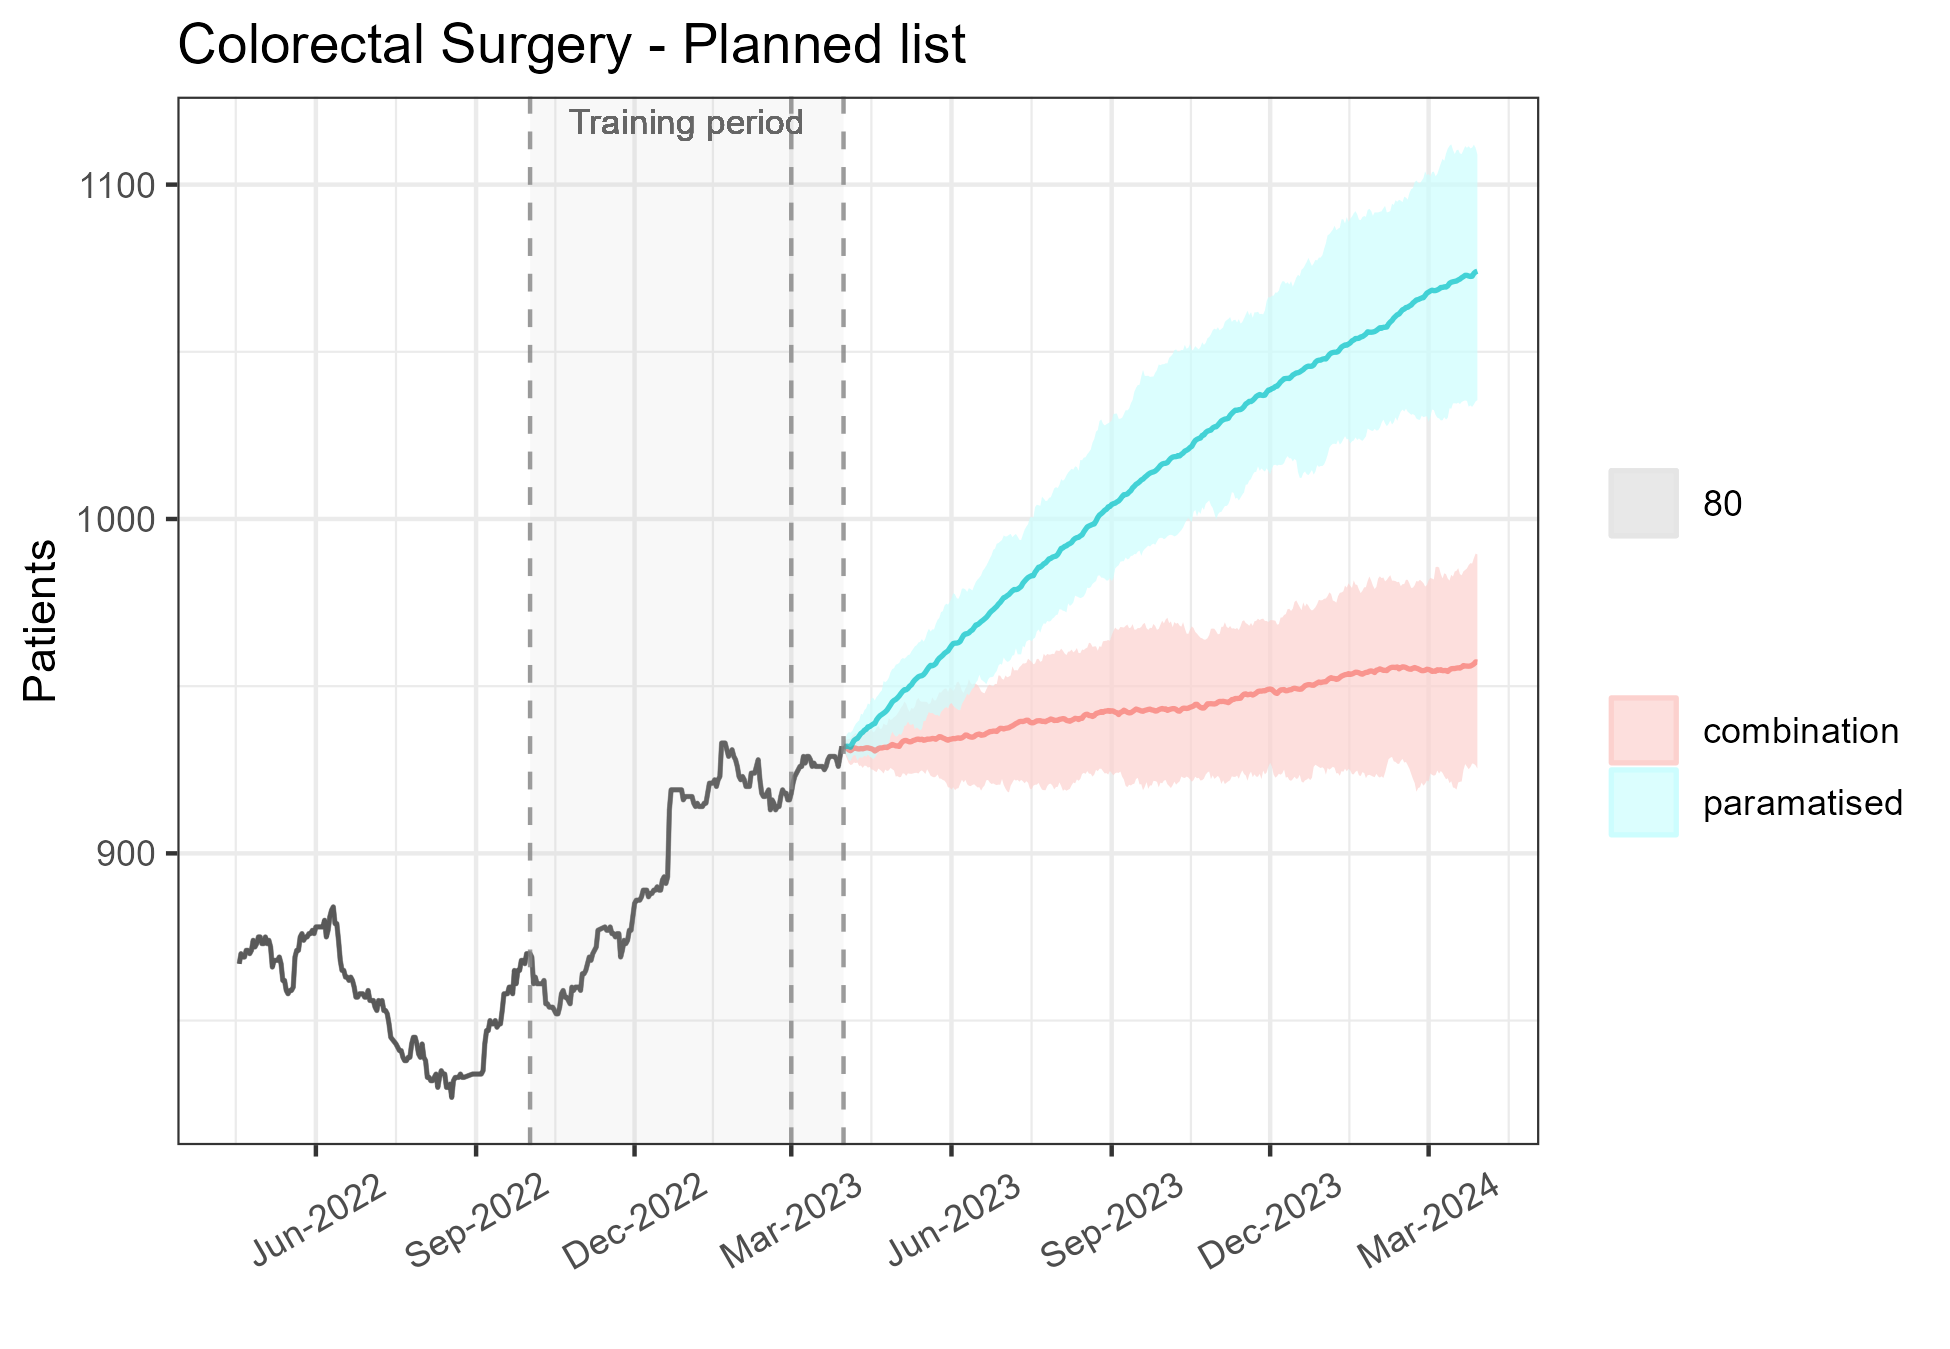 Colorectal Surgery - Planned list
Training period
Patients
1100
1000
900
Jun-2022
Sep-2022
Dec-2022
Mar-2023
Jun-2023
Sep-2023
Dec-2023
Mar-2024
80
combination
paramatised